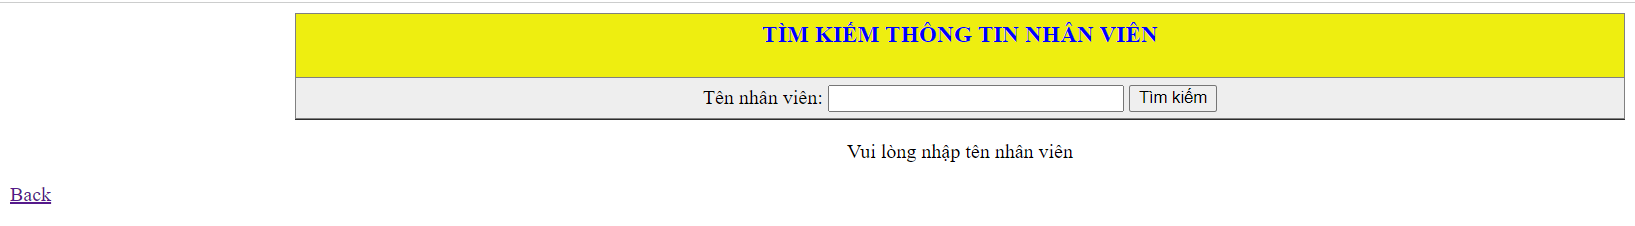 TÌM KIẾM THÔNG TIN NHÂN VIÊN
Tên nhân viên: Tìm kiếm
Vui lòng nhập tên nhân viên
Back